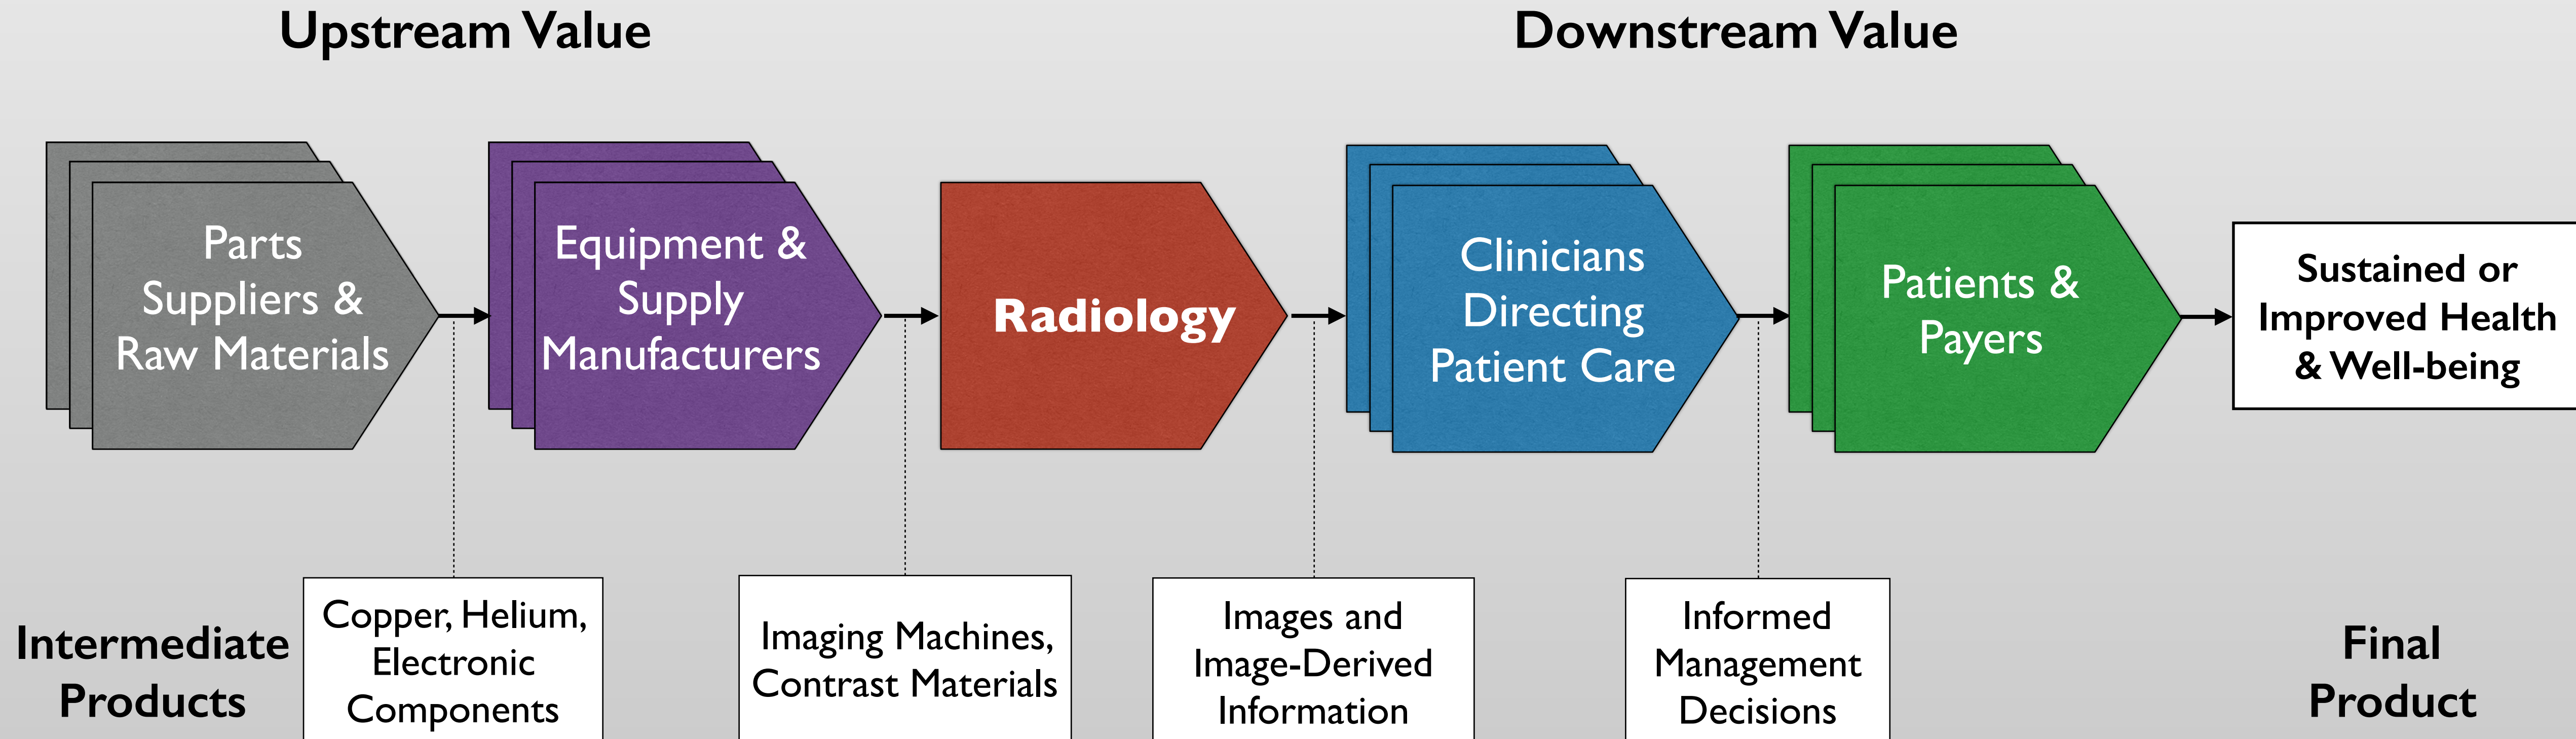 Upstream Value
Downstream Value
Parts
Suppliers &
Raw Materials
Equipment &
Supply
Manufacturers
Radiology
Clinicians
Directing
Patient Care
Patients &
Payers
Sustained or
Improved Health
& Well-being
Intermediate
Products
Copper, Helium,
Electronic
Components
Imaging Machines,
Contrast Materials
Images and
Image-Derived
Information
Informed
Management
Decisions
Final
Product